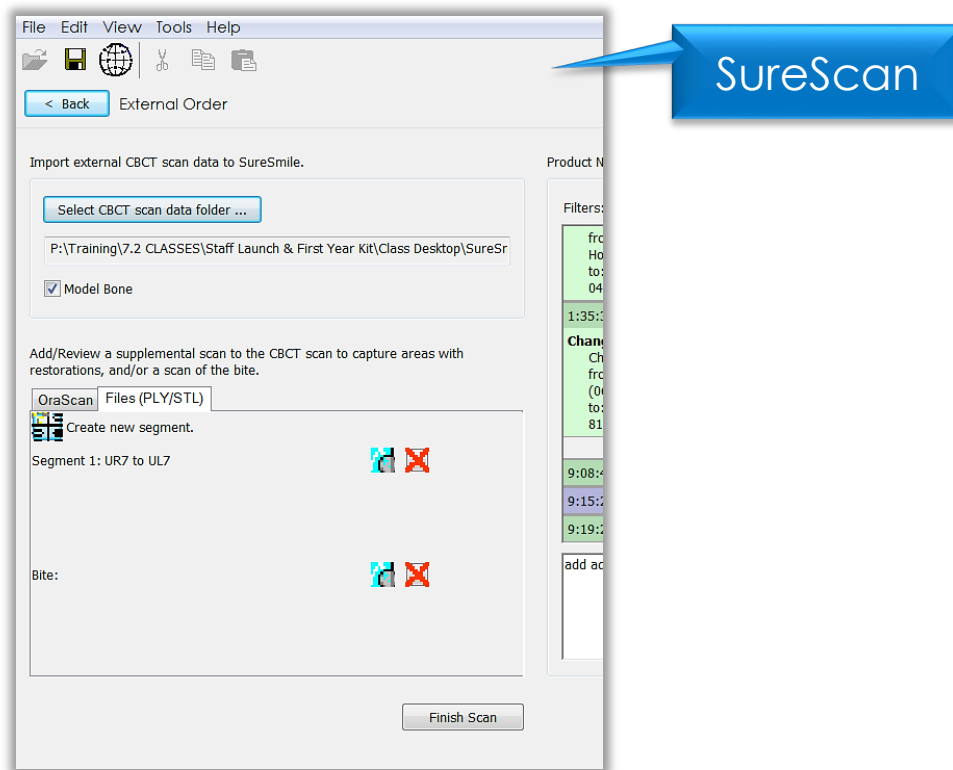 File Edit View Tools Help
SureScan
< Back External Order
Import external CBCT scan data to SureSmile.
Select CBCT scan data folder ...
P:\Training\7.2 CLASSES\Staff Launch & First Year Kit\Class Desktop\SureSr
Model Bone
Add/Review a supplemental scan to the CBCT scan to capture areas with
restorations, and/or a scan of the bite.
OraScan Files (PLY/STL)
Create new segment.
Segment 1: UR7 to UL7
Bite:
Finish Scan
Product N
Filters:
fro
Ho
to:
04
1:35:
Chan
Ch
fro
(0
to:
81
9:08:
9:15:2
9:19:2
add ad